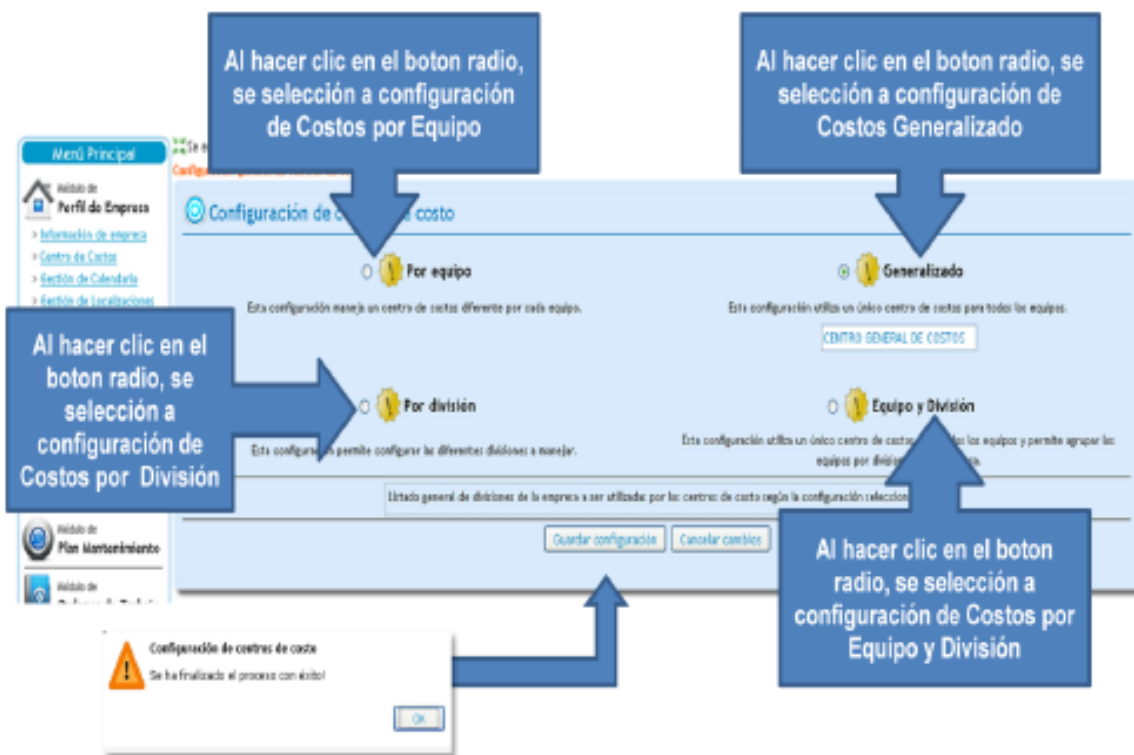 Al hacer clic en el boton radio,
se selección a configuración
de Costos por Equipo
Al hacer clic en el boton radio, se
selección a configuración de
Costos Generalizado
Menú Principal
Se e
Módulo de
Perfil de Empresa
> Información de empresa
> Centro de Costos
> Gestión de Calendario
> Gestión de Localizaciones
Configuración de c de costo
Por equipo
Esta configuración maneja un centro de costos diferente por cada equipo.
Generalizado
Esta configuración utiliza un único centro de costos para todos los equipos.
CENTRO GENERAL DE COSTOS
Al hacer clic en el
boton radio, se
selección a
configuración de
Costos por División
Por división
Esta configuración permite configurar las diferentes divisiones a manejar.
Equipo y División
Esta configuración utiliza un único centro de costos los equipos y permite agrupar los
equipos por
Listado general de divisiones de la empresa a ser utilizadas por los centros de costo según la configuración seleccion
Guardar configuración
Cancelar cambios
Módulo de
Plan Mantenimiento
Módulo de
Al hacer clic en el boton
radio, se selección a
configuración de Costos por
Equipo y División
Configuración de centros de costo
Se ha finalizado el proceso con éxito!
OK